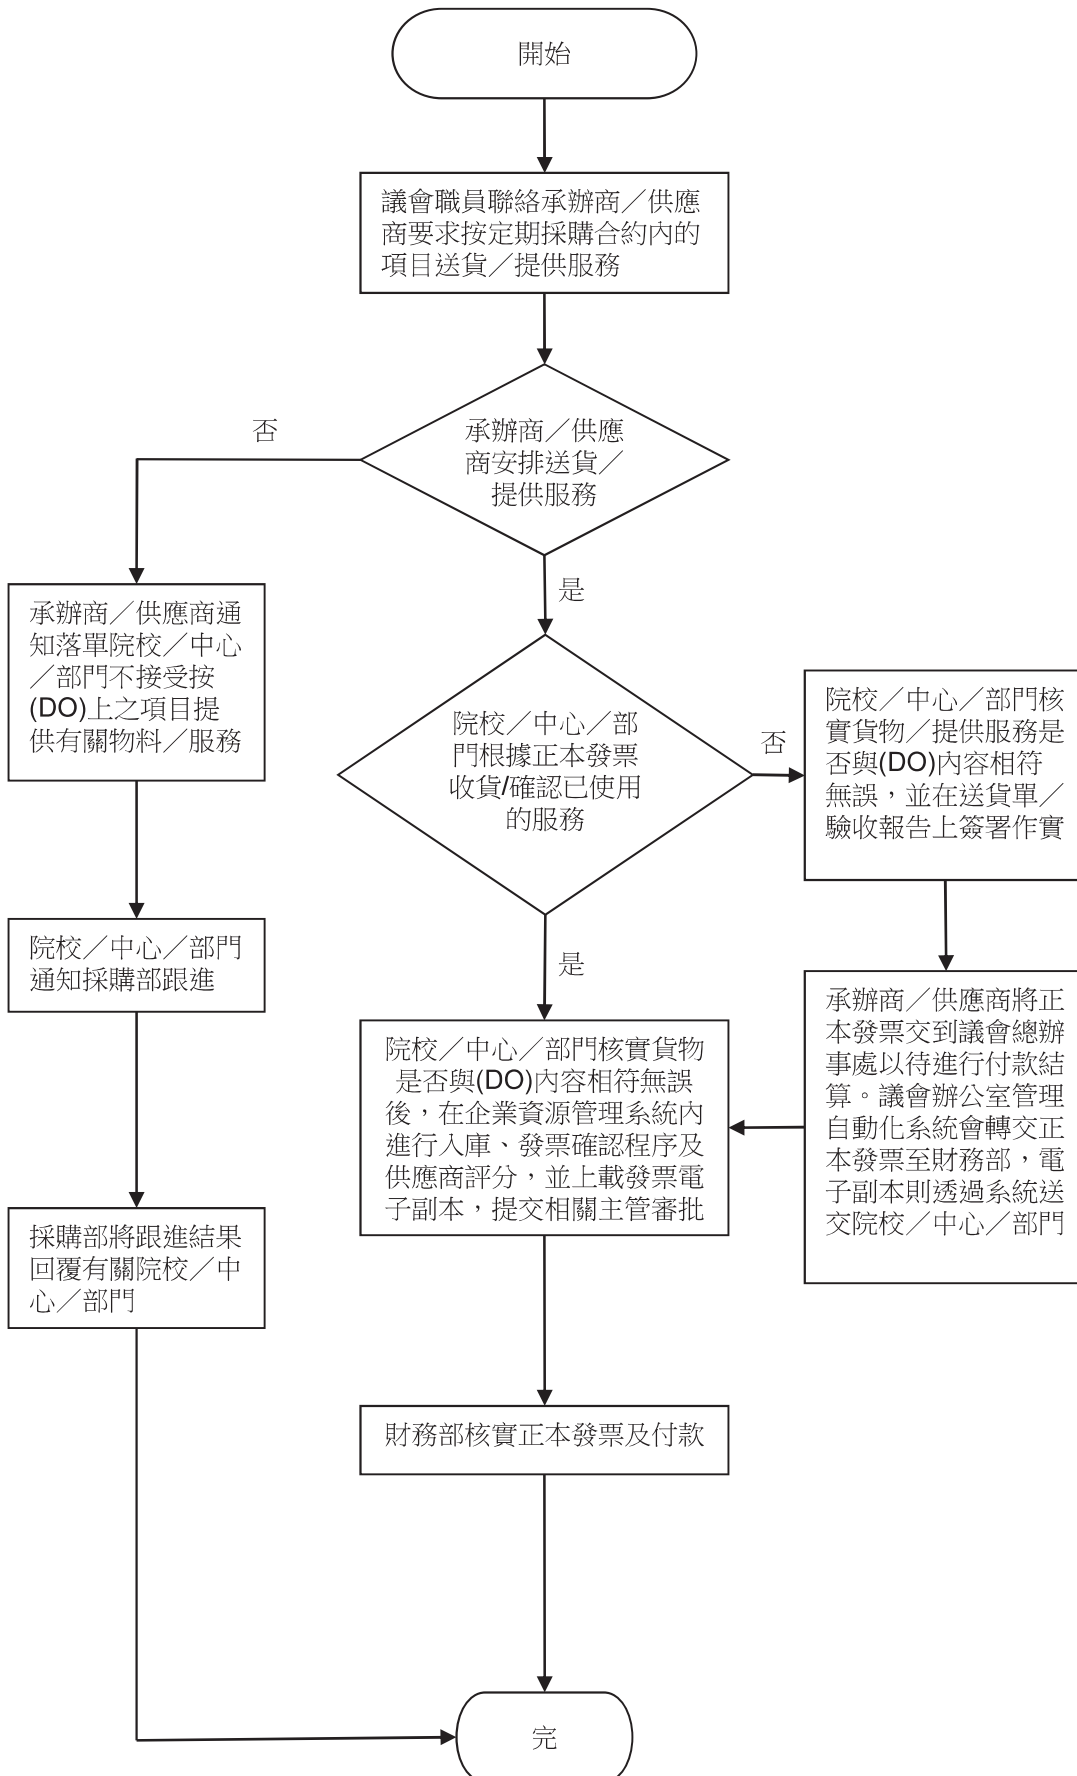 開始
議會職員聯絡承辦商／供應
商要求按定期採購合約內的
項目送貨／提供服務
承辦商／供應
商安排送貨／
提供服務
否
是
承辦商／供應商通
知落單院校／中心
／部門不接受按
(DO)上之項目提
供有關物料／服務
院校／中心／部
門根據正本發票
收貨/確認已使用
的服務
否
是
院校／中心／部門核
實貨物／提供服務是
否與(DO)內容相符
無誤，並在送貨單／
驗收報告上簽署作實
院校／中心／部門
通知採購部跟進
承辦商／供應商將正
本發票交到議會總辦
事處以待進行付款結
算。議會辦公室管理
自動化系統會轉交正
本發票至財務部，電
子副本則透過系統送
交院校／中心／部門
院校／中心／部門核實貨物
是否與(DO)內容相符無誤
後，在企業資源管理系統內
進行入庫、發票確認程序及
供應商評分，並上載發票電
子副本，提交相關主管審批
採購部將跟進結果
回覆有關院校／中
心／部門
財務部核實正本發票及付款
完